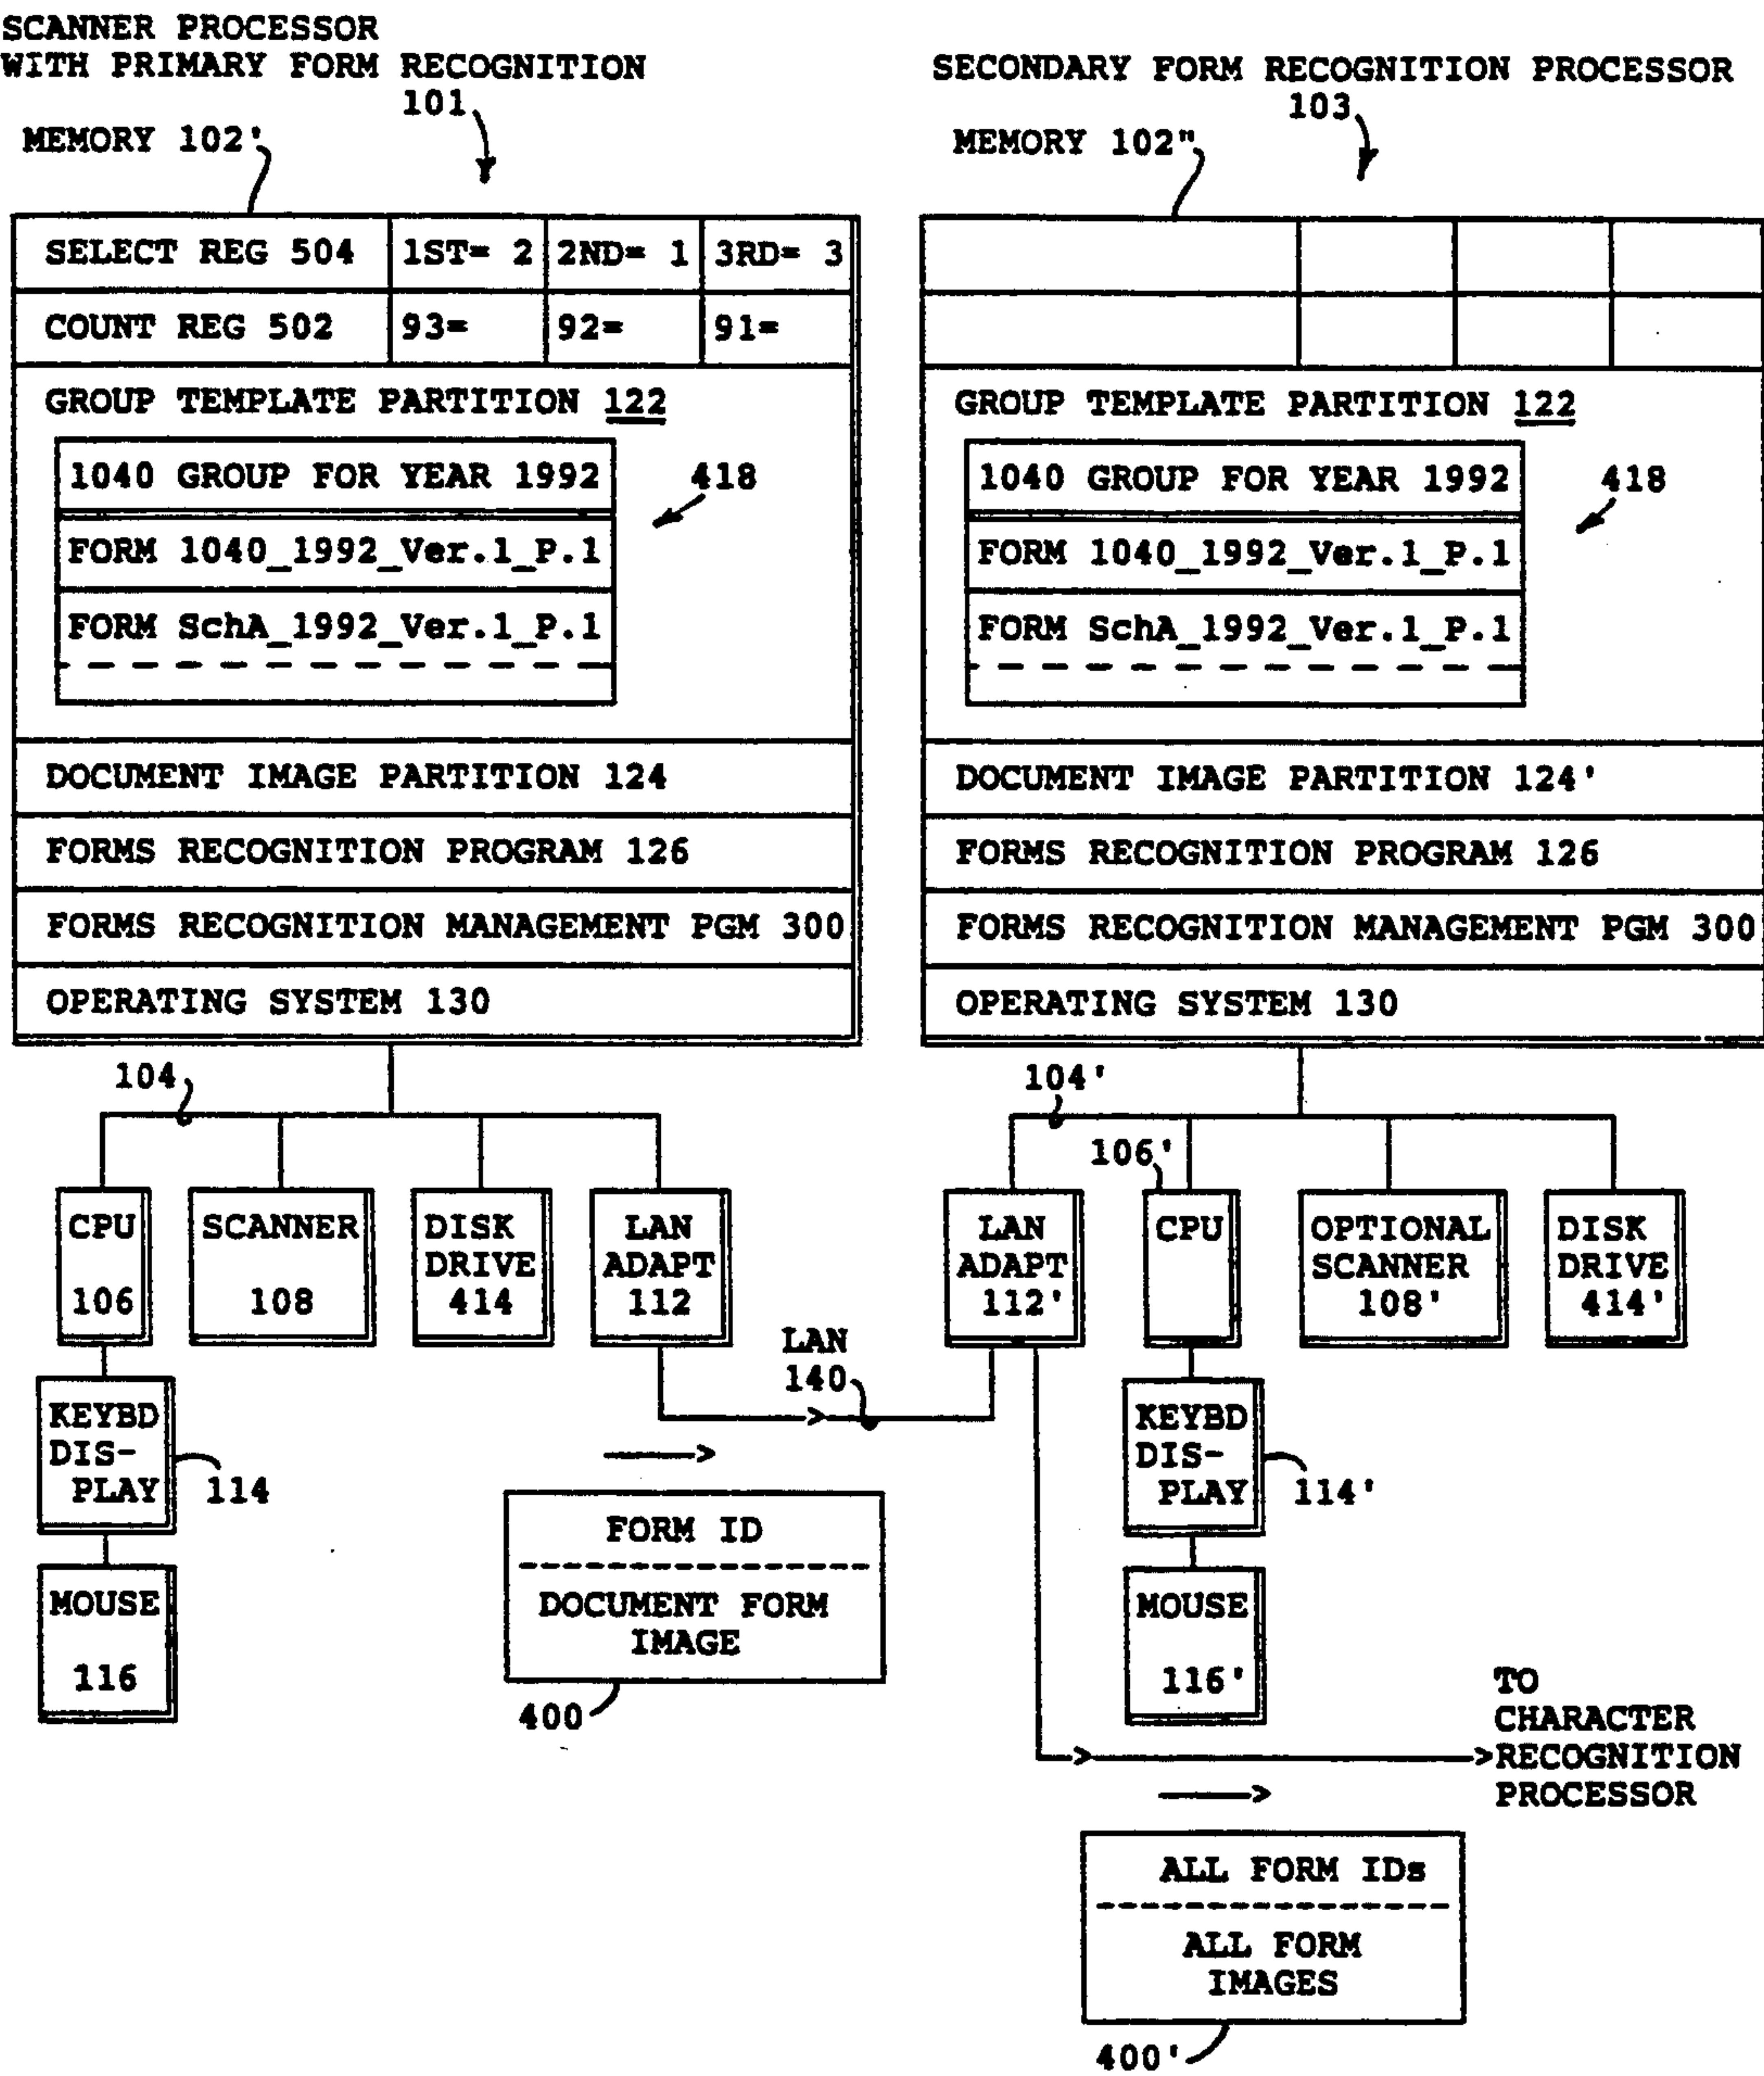 SCANNER PROCESSOR
WITH PRIMARY FORM RECOGNITION
101
MEMORY 102'
SELECT REG 504 1ST= 2 2ND= 1 3RD= 3
COUNT REG 502 93= 92= 91=
GROUP TEMPLATE PARTITION 122
1040 GROUP FOR YEAR 1992
418
FORM 1040_1992_Ver.1_P.1
FORM SchA_1992_Ver.1_P.1
DOCUMENT IMAGE PARTITION 124
FORMS RECOGNITION PROGRAM 126
FORMS RECOGNITION MANAGEMENT PGM 300
OPERATING SYSTEM 130
104
CPU
106
SCANNER
108
DISK
DRIVE
414
LAN
ADAPT
112
KEYBD
DIS-
PLAY
114
MOUSE
116
LAN
140
FORM ID
DOCUMENT FORM
IMAGE
400
SECONDARY FORM RECOGNITION PROCESSOR
103
MEMORY 102"
GROUP TEMPLATE PARTITION 122
1040 GROUP FOR YEAR 1992
418
FORM 1040_1992_Ver.1_P.1
FORM SchA_1992_Ver.1_P.1
DOCUMENT IMAGE PARTITION 124'
FORMS RECOGNITION PROGRAM 126
FORMS RECOGNITION MANAGEMENT PGM 300
OPERATING SYSTEM 130
104'
106'
LAN
ADAPT
112'
CPU
OPTIONAL
SCANNER
108'
DISK
DRIVE
414'
KEYBD
DIS-
PLAY
114'
MOUSE
116'
TO
CHARACTER
RECOGNITION
PROCESSOR
ALL FORM IDs
ALL FORM
IMAGES
400'